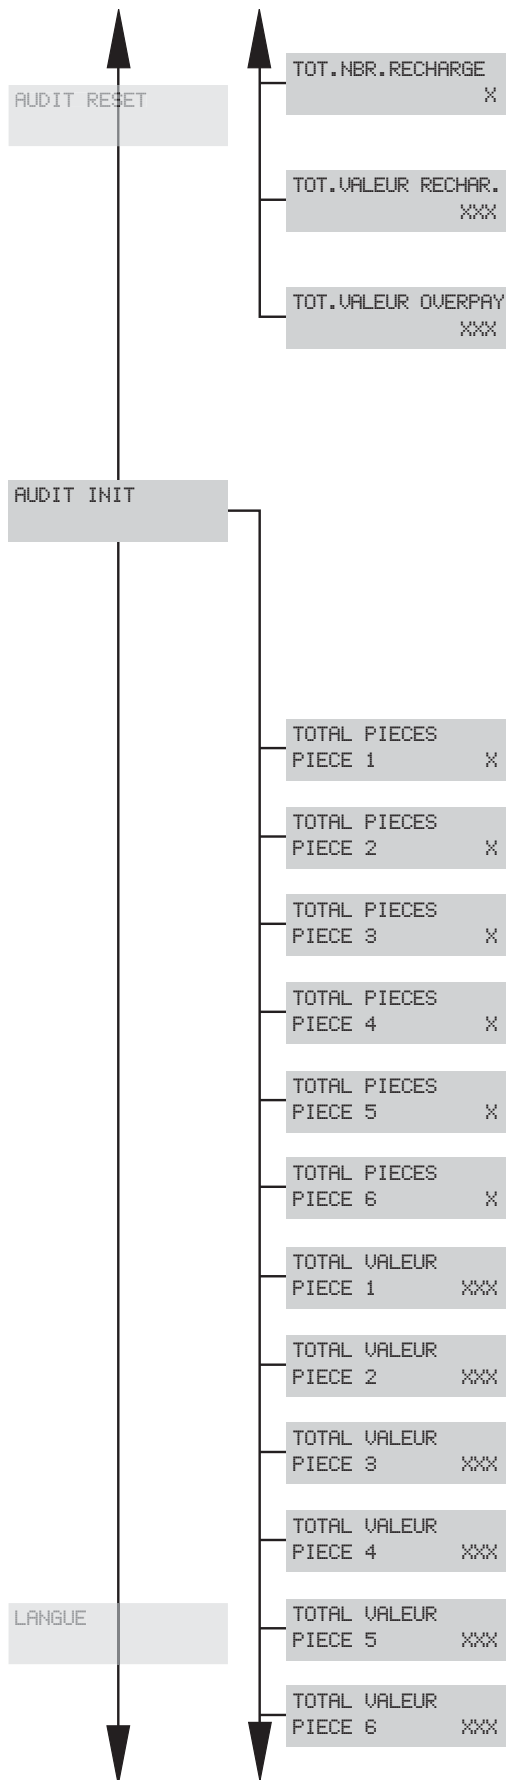 AUDIT RESET
TOT.NBR.RECHARGE
X
TOT.VALEUR RECHAR.
XXX
TOT.VALEUR OVERPAY
XXX
AUDIT INIT
TOTAL PIECES
PIECE 1 X
TOTAL PIECES
PIECE 2 X
TOTAL PIECES
PIECE 3 X
TOTAL PIECES
PIECE 4 X
TOTAL PIECES
PIECE 5 X
TOTAL PIECES
PIECE 6 X
TOTAL VALEUR
PIECE 1 XXX
TOTAL VALEUR
PIECE 2 XXX
TOTAL VALEUR
PIECE 3 XXX
TOTAL VALEUR
PIECE 4 XXX
LANGUE
TOTAL VALEUR
PIECE 5 XXX
TOTAL VALEUR
PIECE 6 XXX